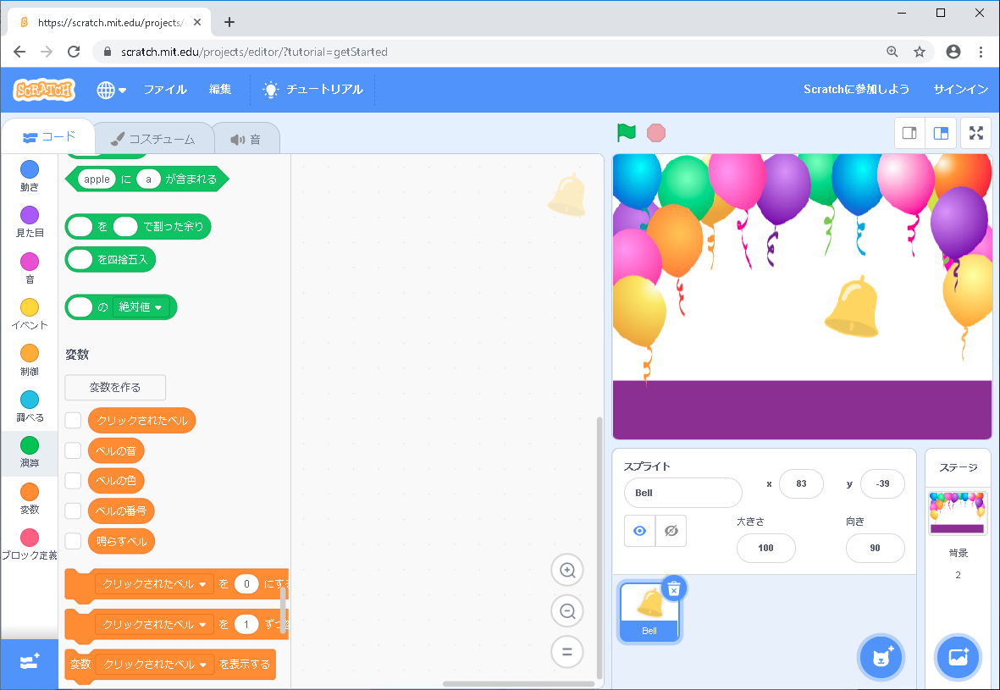 https://scratch.mit.edu/projects/
scratch.mit.edu/projects/editor/?tutorial=getStarted
SCRATCH ファイル 編集 チュートリアル Scratchに参加しよう サインイン
コード コスチューム 音
動き
見た目
音
イベント
制御
調べる
演算
変数
ブロック定義
apple に a が含まれる
を で割った余り
を四捨五入
の 絶対値
変数
変数を作る
クリックされたベル
ベルの音
ベルの色
ベルの番号
鳴らすベル
クリックされたベル を 0 にする
クリックされたベル を 1 ずつ
変数 クリックされたベル を表示する
スプライト
Bell
x 83 y -39
大きさ
100
向き
90
Bell
ステージ
背景
2